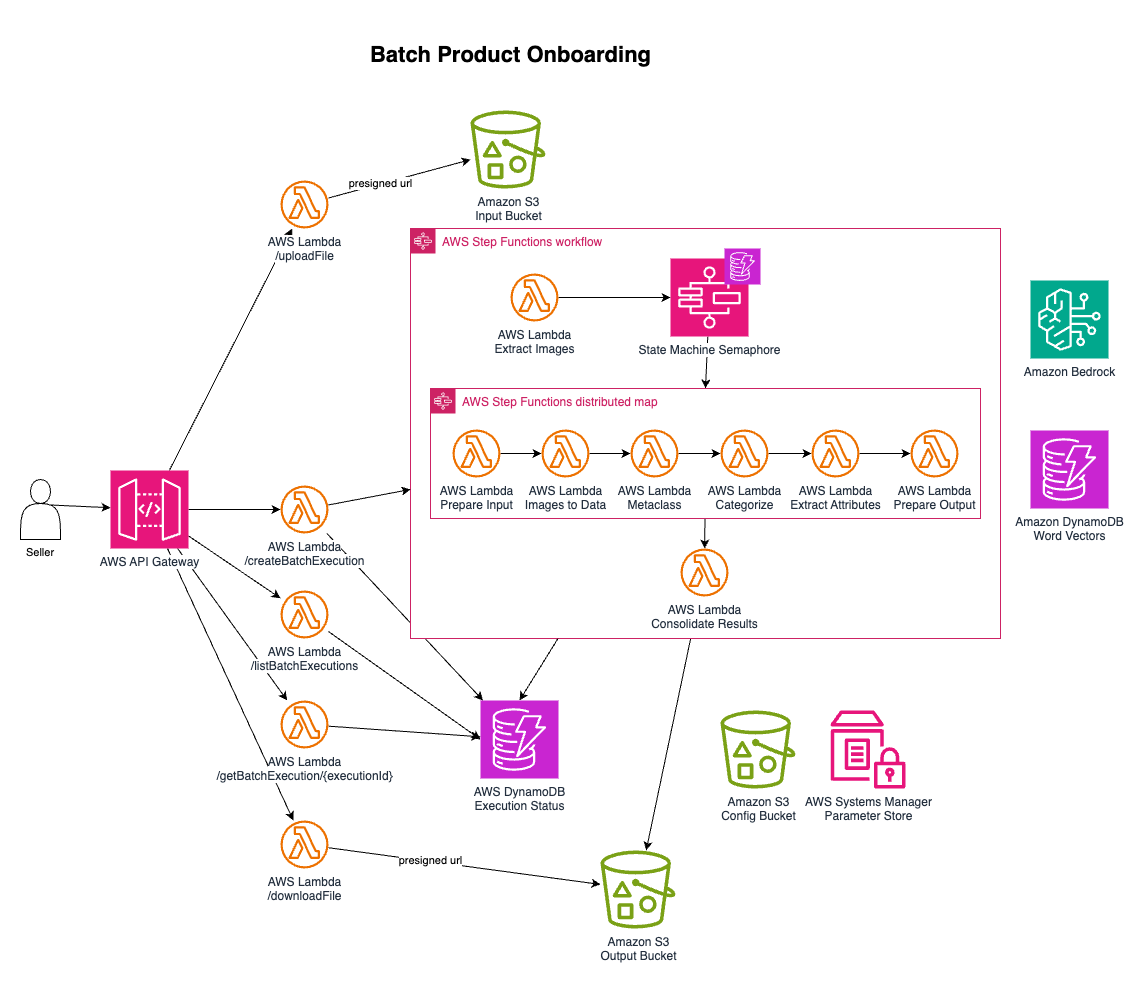 Batch Product Onboarding
presigned url
Amazon S3
Input Bucket
AWS Lambda
/uploadFile
AWS Step Functions workflow
AWS Lambda
Extract Images
State Machine Semaphore
Amazon Bedrock
AWS Step Functions distributed map
AWS Lambda
Prepare Input
AWS Lambda
Images to Data
AWS Lambda
Metaclass
AWS Lambda
Categorize
AWS Lambda
Extract Attributes
AWS Lambda
Prepare Output
Amazon DynamoDB
Word Vectors
Seller
</>
AWS API Gateway
AWS Lambda
/createBatchExecution
AWS Lambda
Consolidate Results
AWS Lambda
/listBatchExecutions
AWS Lambda
/getBatchExecution/{executionId}
AWS DynamoDB
Execution Status
Amazon S3
Config Bucket
AWS Systems Manager
Parameter Store
AWS Lambda
/downloadFile
presigned url
Amazon S3
Output Bucket